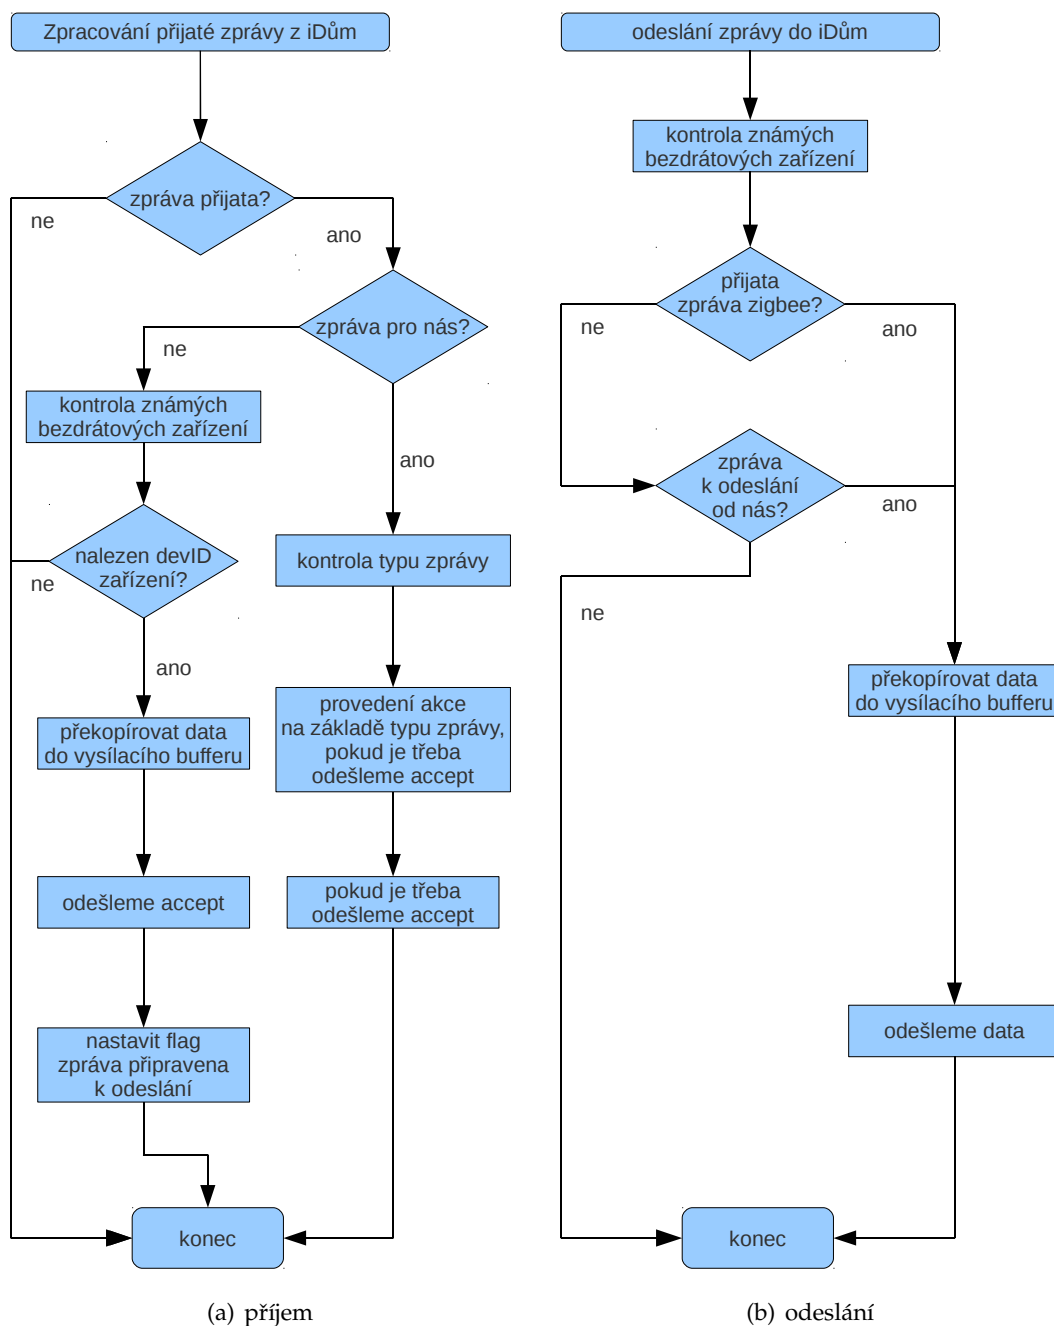 Zpracování přijaté zprávy z iDům
zpráva přijata?
ne
ano
zpráva pro nás?
ne
kontrola známých
bezdrátových zařízení
ano
nalezen devID
zařízení?
ne
kontrola typu zprávy
ano
překopírovat data
do vysílacího bufferu
provedení akce
na základě typu zprávy,
pokud je třeba
odešleme accept
odešleme accept
pokud je třeba
odešleme accept
nastavit flag
zpráva připravena
k odeslání
konec
(a) příjem
odeslání zprávy do iDům
kontrola známých
bezdrátových zařízení
přijata
zpráva zigbee?
ne
ano
zpráva
k odeslání
od nás?
ano
ne
překopírovat data
do vysílacího bufferu
odešleme data
konec
(b) odeslání